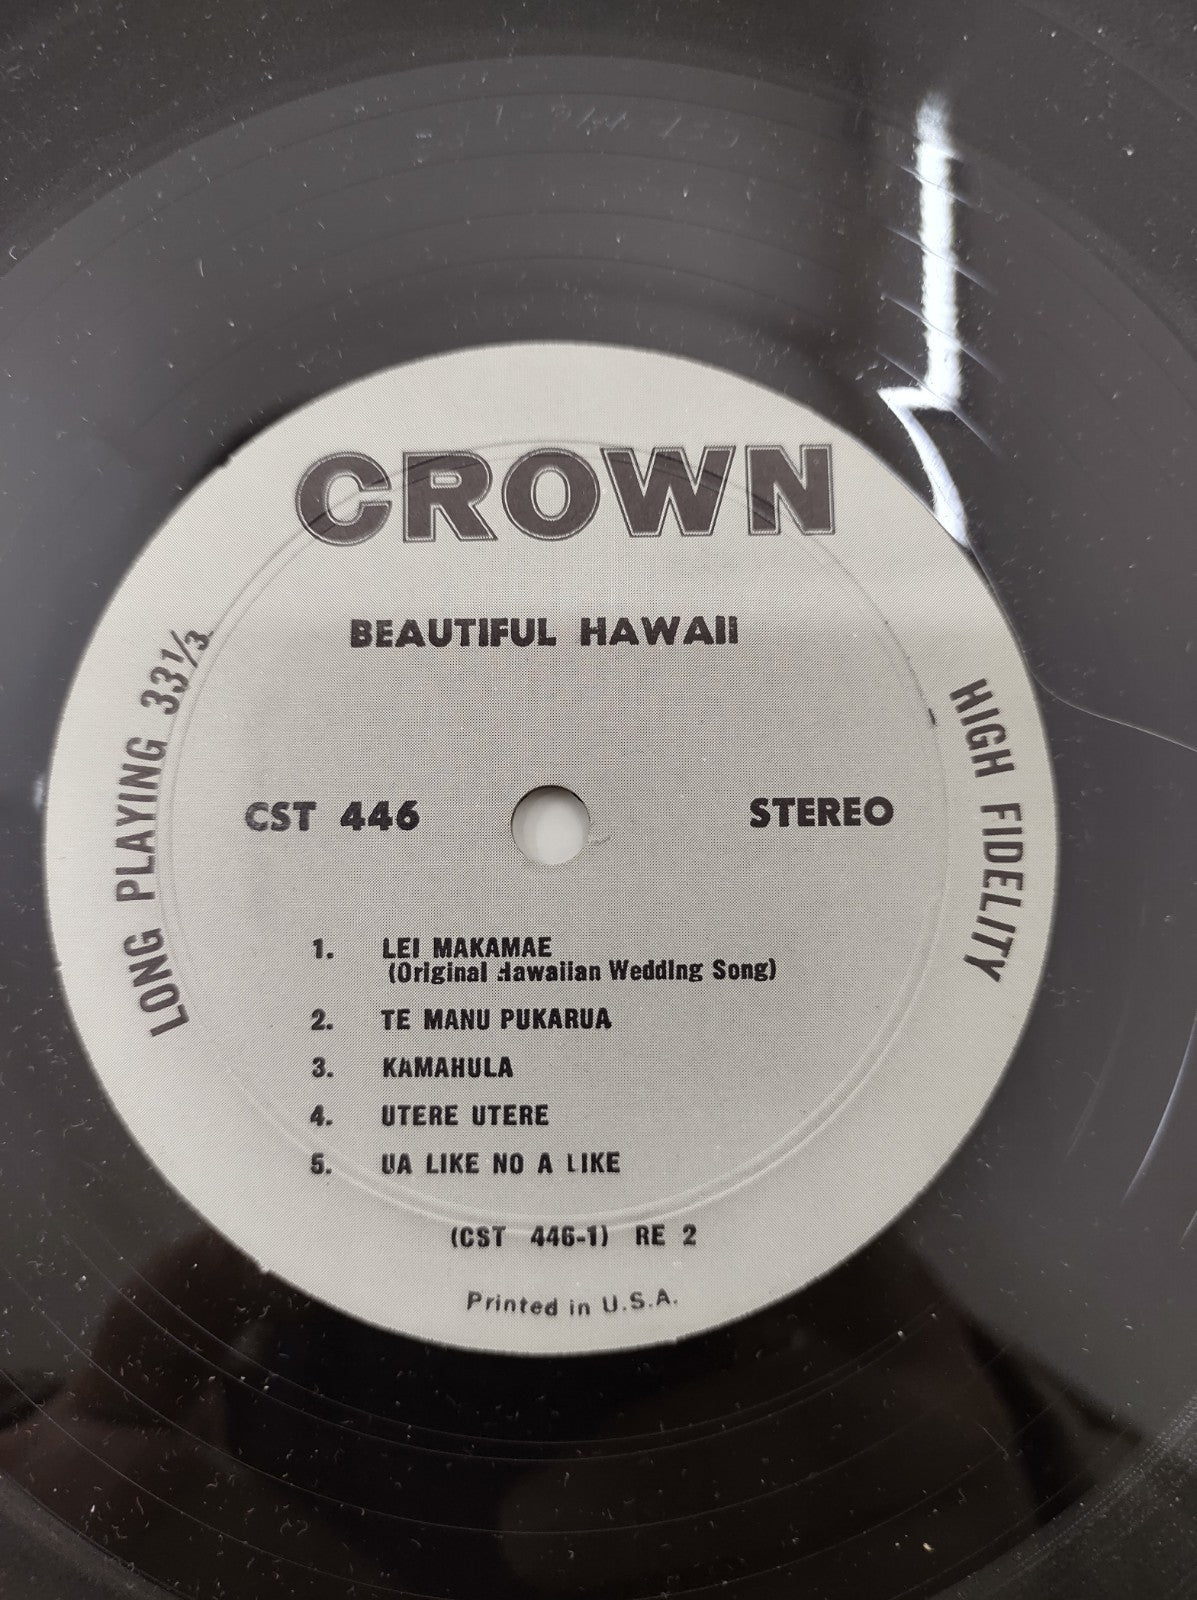 CROWN
BEAUTIFUL HAWAII
LONG PLAYING 33⅓
HIGH FIDELITY
CST 446
STEREO
1. LEI MAKAMAE
(Original Hawaiian Wedding Song)
2. TE MANU PUKARUA
3. KAMAHULA
4. UTERE UTERE
5. UA LIKE NO A LIKE
(CST 446-1) RE 2
Printed in U.S.A.